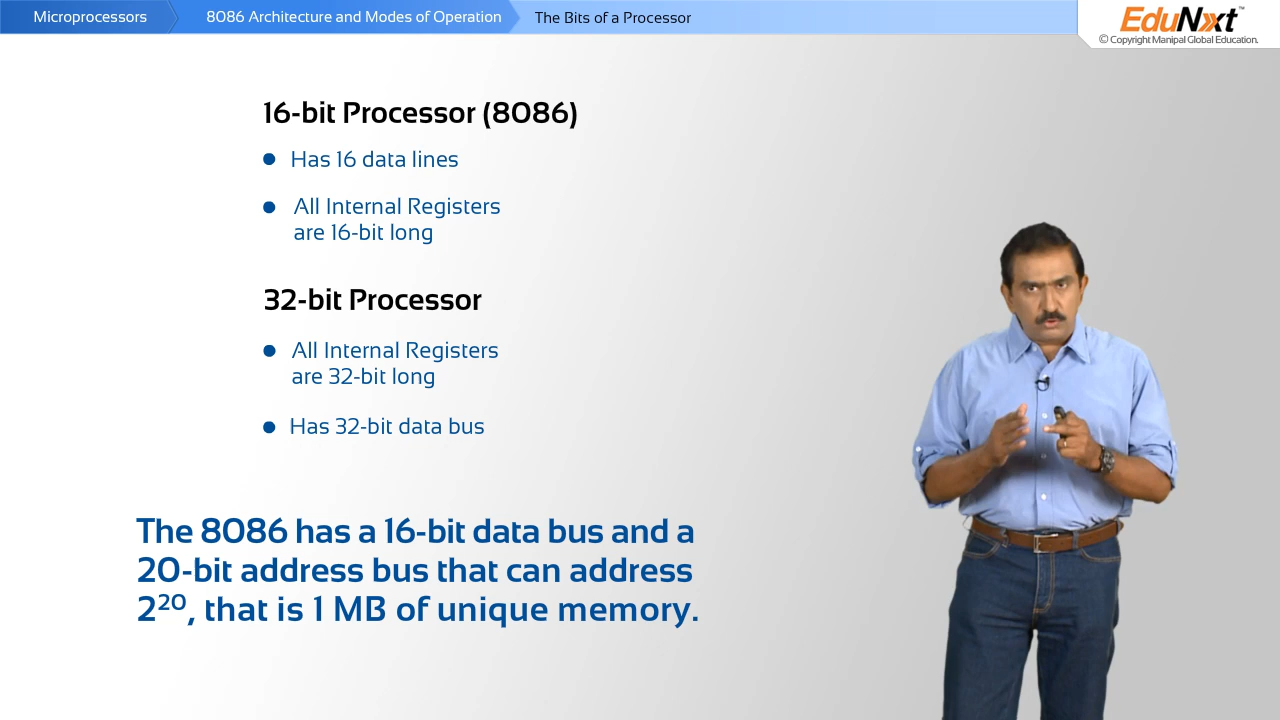 Microprocessors
8086 Architecture and Modes of Operation
The Bits of a Processor
EduNxt™
© Copyright Manipal Global Education.
16-bit Processor (8086)
● Has 16 data lines
● All Internal Registers
are 16-bit long
32-bit Processor
● All Internal Registers
are 32-bit long
● Has 32-bit data bus
The 8086 has a 16-bit data bus and a
20-bit address bus that can address
2²⁰, that is 1 MB of unique memory.